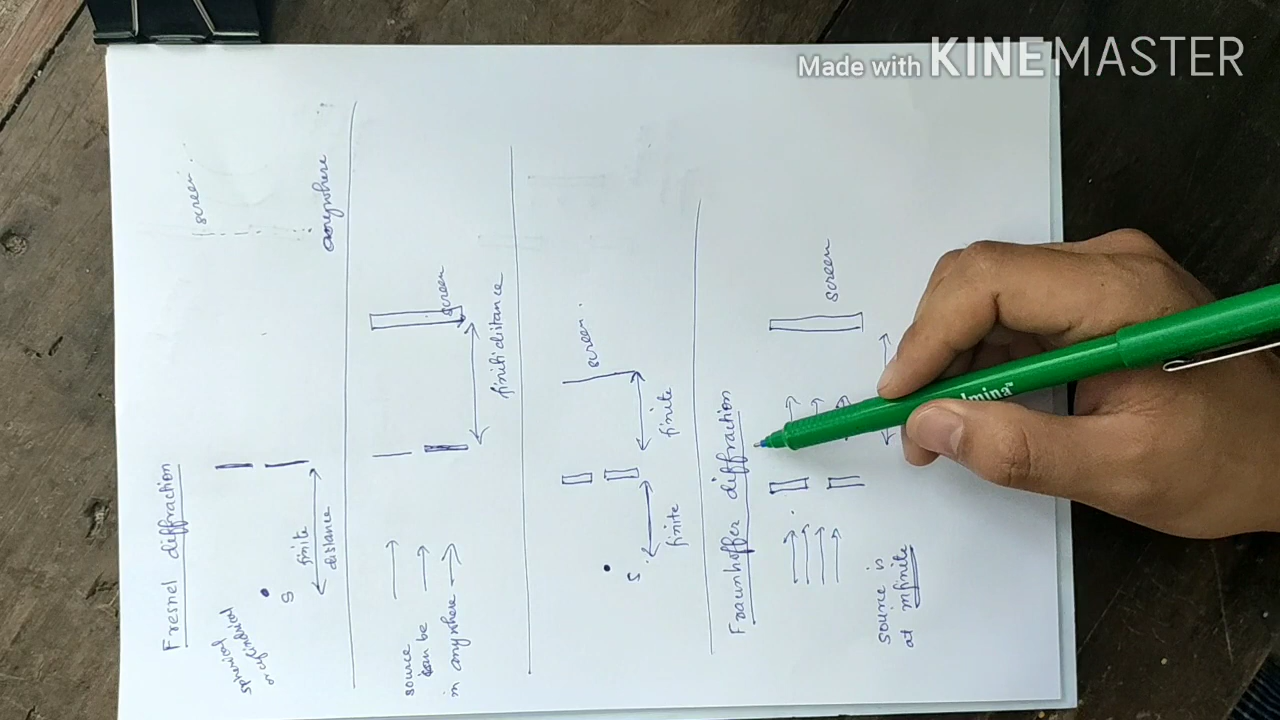 Made with KINEMASTER
Fresnel diffraction
screen.
spherical
or cylindrical
S
finite
distance
anywhere
source
can be
in anywhere
screen
finite distance
screen.
S.
finite
finite
Fraunhoffer diffraction
screen
source is
at infinite